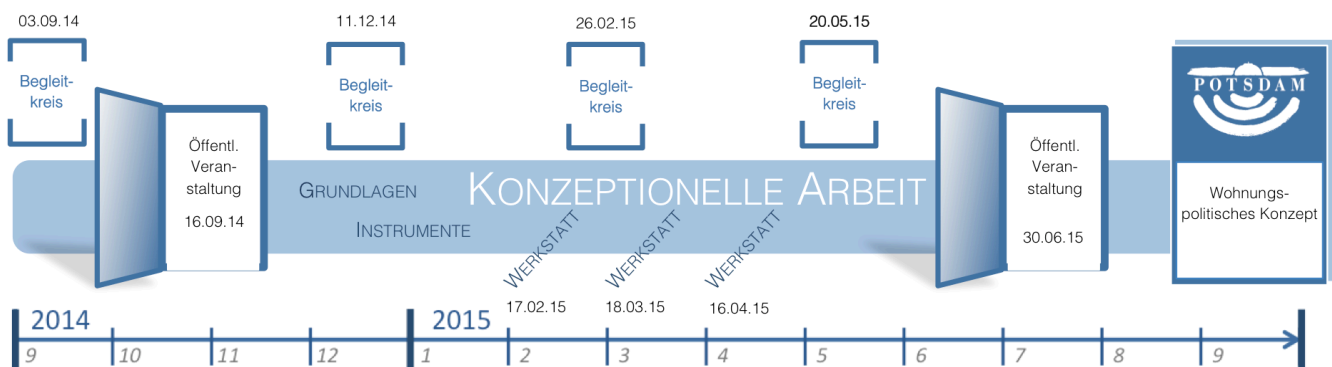 03.09.14
11.12.14
26.02.15
20.05.15
Begleit-
kreis
Begleit-
kreis
Begleit-
kreis
Begleit-
kreis
POTSDAM
Öffentl.
Veran-
staltung
16.09.14
GRUNDLAGEN
INSTRUMENTE
KONZEPTIONELLE ARBEIT
WERKSTATT
17.02.15
WERKSTATT
18.03.15
WERKSTATT
16.04.15
Öffentl.
Veran-
staltung
30.06.15
Wohnungs-
politisches Konzept
2014
2015
9 10 11 12 1 2 3 4 5 6 7 8 9